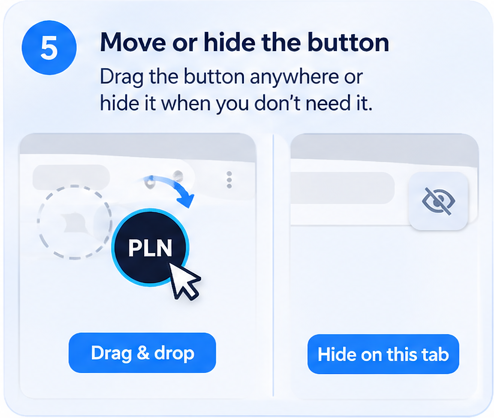 5
Move or hide the button
Drag the button anywhere or
hide it when you don’t need it.
PLN
Drag & drop
Hide on this tab